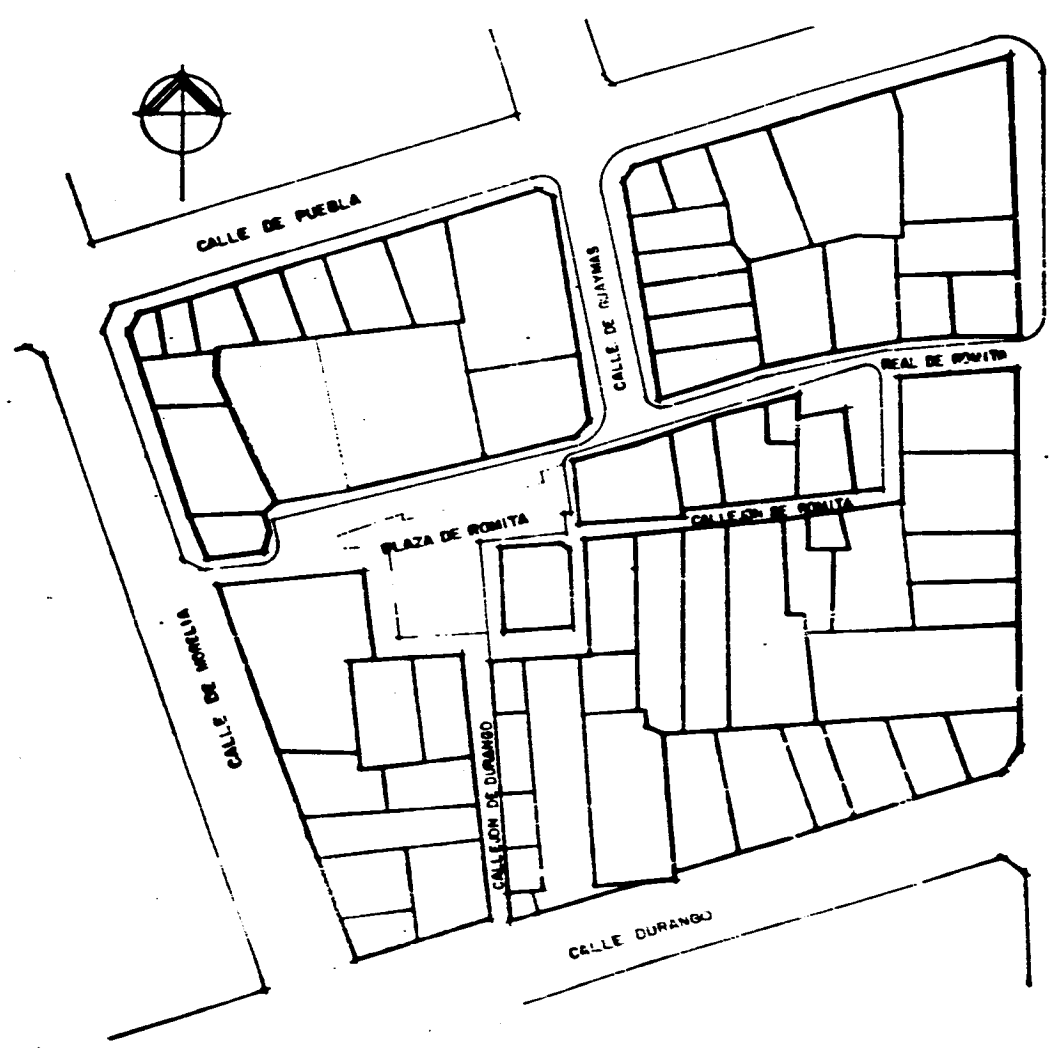 CALLE DE PUEBLA
CALLE DE GUAYMAS
REAL DE ROMITA
CALLEJON DE ROMITA
PLAZA DE ROMITA
CALLE DE MORELIA
CALLEJON DE DURANGO
CALLE DURANGO